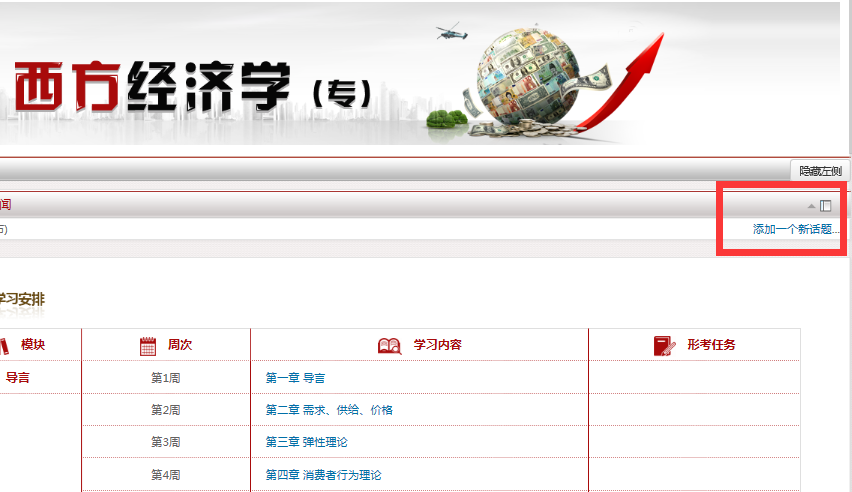 西方经济学（专）
隐藏左侧
闻
添加一个新话题...
学习安排
模块 周次 学习内容 形考任务
导言 第1周 第一章 导言
第2周 第二章 需求、供给、价格
第3周 第三章 弹性理论
第4周 第四章 消费者行为理论